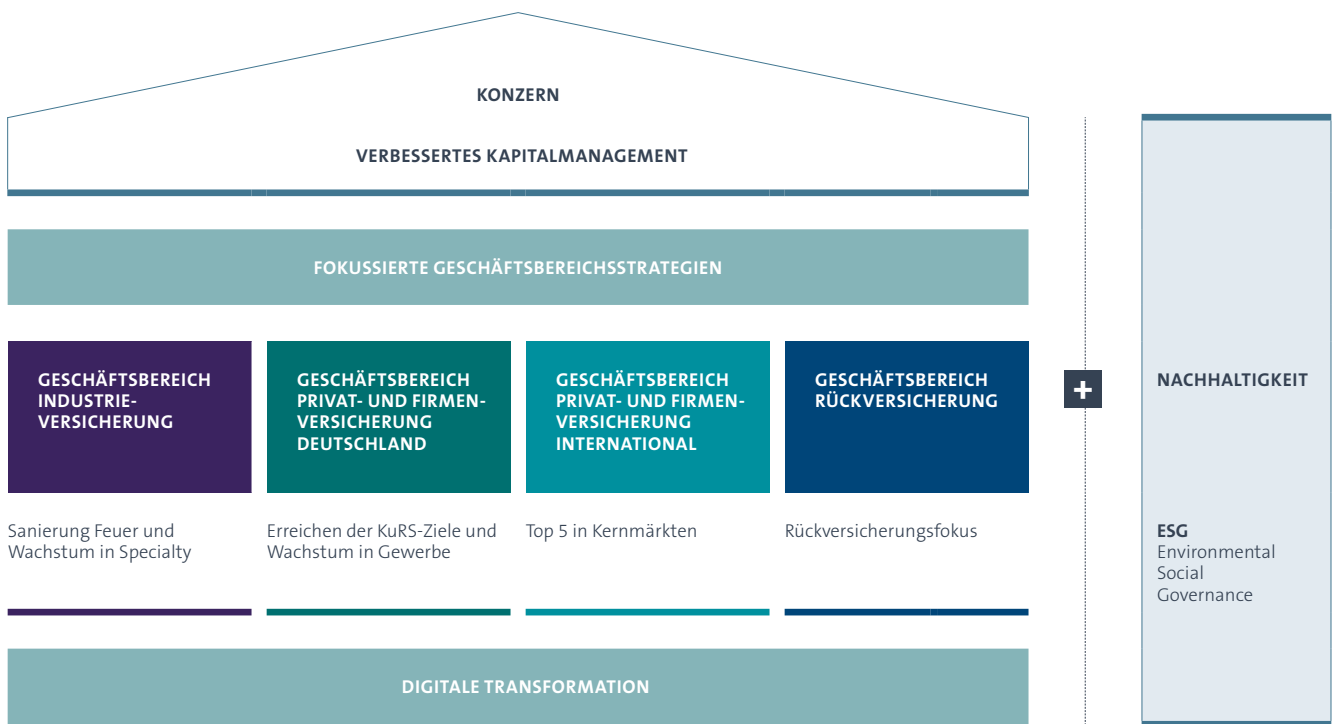 KONZERN
VERBESSERTES KAPITALMANAGEMENT
FOKUSSIERTE GESCHÄFTSBEREICHSSTRATEGIEN
GESCHÄFTSBEREICH
INDUSTRIE-
VERSICHERUNG
Sanierung Feuer und
Wachstum in Specialty
GESCHÄFTSBEREICH
PRIVAT- UND FIRMEN-
VERSICHERUNG
DEUTSCHLAND
Erreichen der KuRS-Ziele und
Wachstum in Gewerbe
GESCHÄFTSBEREICH
PRIVAT- UND FIRMEN-
VERSICHERUNG
INTERNATIONAL
Top 5 in Kernmärkten
GESCHÄFTSBEREICH
RÜCKVERSICHERUNG
Rückversicherungsfokus
DIGITALE TRANSFORMATION
+
NACHHALTIGKEIT
ESG
Environmental
Social
Governance